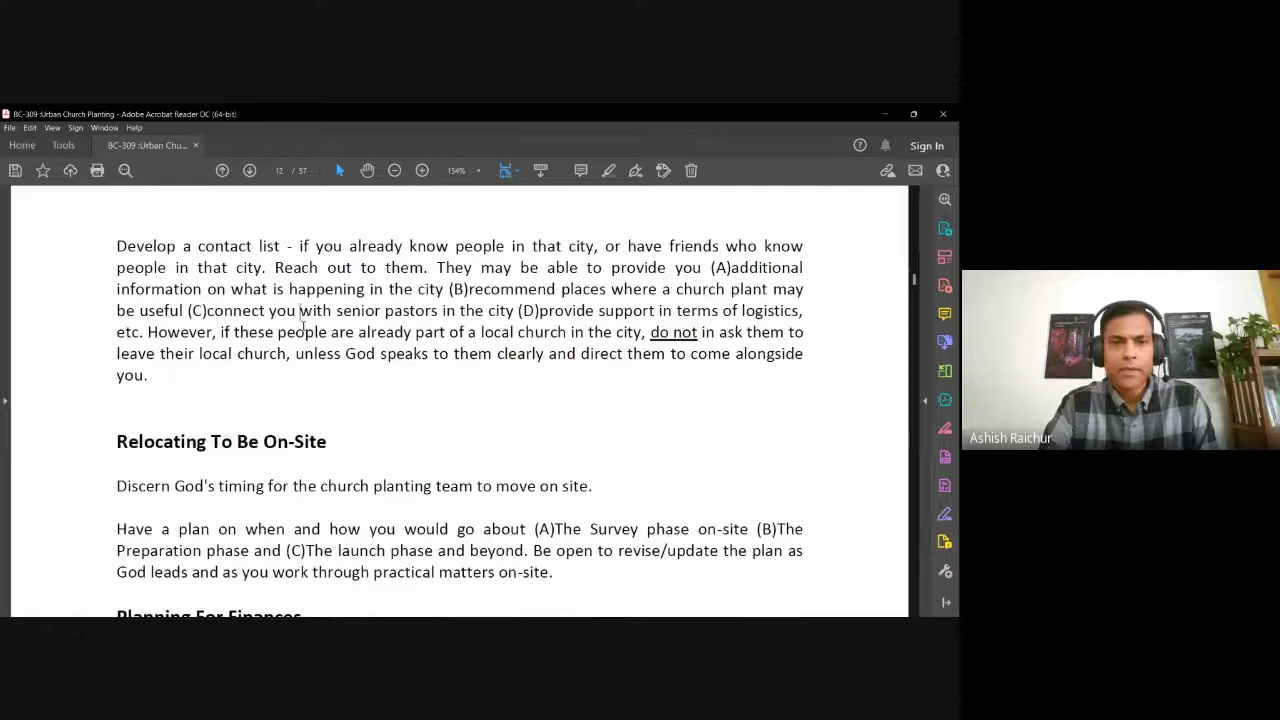 BC-309 :Urban Church Planting - Adobe Acrobat Reader DC (64-bit)
File Edit View Sign Window Help
Home Tools BC-309 :Urban Chu... × Sign In
12 / 57 154%
Develop a contact list - if you already know people in that city, or have friends who know
people in that city. Reach out to them. They may be able to provide you (A)additional
information on what is happening in the city (B)recommend places where a church plant may
be useful (C)connect you with senior pastors in the city (D)provide support in terms of logistics,
etc. However, if these people are already part of a local church in the city, do not in ask them to
leave their local church, unless God speaks to them clearly and direct them to come alongside
you.
Relocating To Be On-Site
Discern God's timing for the church planting team to move on site.
Have a plan on when and how you would go about (A)The Survey phase on-site (B)The
Preparation phase and (C)The launch phase and beyond. Be open to revise/update the plan as
God leads and as you work through practical matters on-site.
Planning For Finances
Ashish Raichur